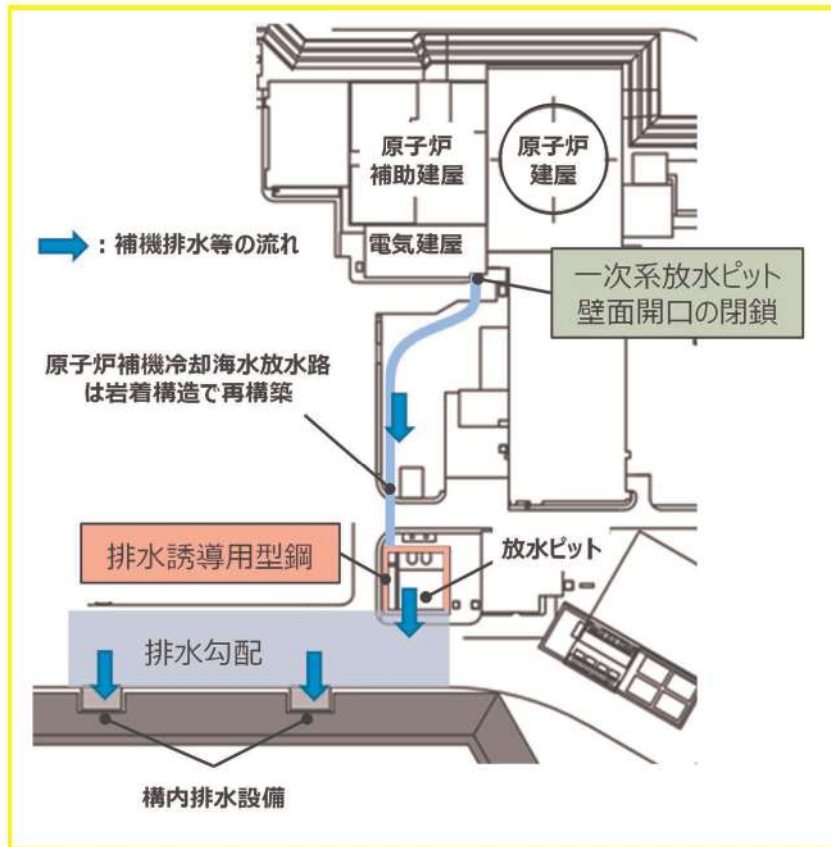 原子炉
補助建屋
原子炉
建屋
：補機排水等の流れ
電気建屋
一次系放水ピット
壁面開口の閉鎖
原子炉補機冷却海水放水路
は岩着構造で再構築
排水誘導用型鋼
放水ピット
排水勾配
構内排水設備